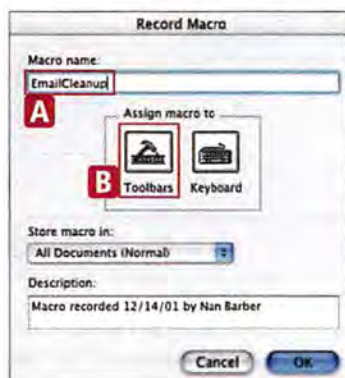 Record Macro
Macro name:
EmailCleanup
A
Assign macro to
B
Toolbars Keyboard
Store macro in:
All Documents (Normal)
Description:
Macro recorded 12/14/01 by Nan Barber
Cancel OK